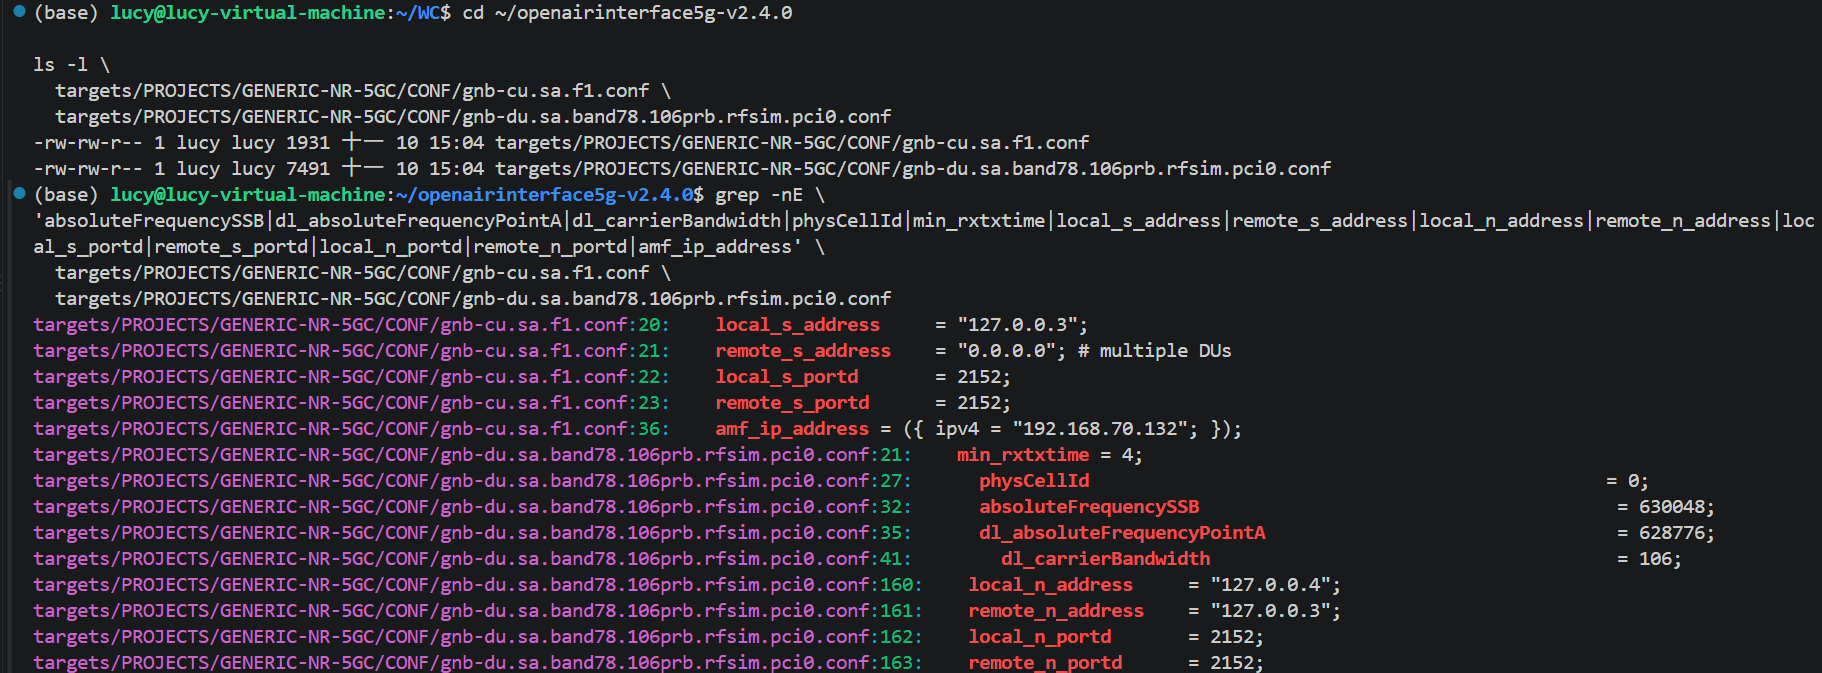 (base) lucy@lucy-virtual-machine:~/WC$ cd ~/openairinterface5g-v2.4.0
ls -l \
  targets/PROJECTS/GENERIC-NR-5GC/CONF/gnb-cu.sa.f1.conf \
  targets/PROJECTS/GENERIC-NR-5GC/CONF/gnb-du.sa.band78.106prb.rfsim.pci0.conf
-rw-rw-r-- 1 lucy lucy 1931 十一 10 15:04 targets/PROJECTS/GENERIC-NR-5GC/CONF/gnb-cu.sa.f1.conf
-rw-rw-r-- 1 lucy lucy 7491 十一 10 15:04 targets/PROJECTS/GENERIC-NR-5GC/CONF/gnb-du.sa.band78.106prb.rfsim.pci0.conf
(base) lucy@lucy-virtual-machine:~/openairinterface5g-v2.4.0$ grep -nE \
'absoluteFrequencySSB|dl_absoluteFrequencyPointA|dl_carrierBandwidth|physCellId|min_rxtxtime|local_s_address|remote_s_address|local_n_address|remote_n_address|loc
al_s_portd|remote_s_portd|local_n_portd|remote_n_portd|amf_ip_address' \
  targets/PROJECTS/GENERIC-NR-5GC/CONF/gnb-cu.sa.f1.conf \
  targets/PROJECTS/GENERIC-NR-5GC/CONF/gnb-du.sa.band78.106prb.rfsim.pci0.conf
targets/PROJECTS/GENERIC-NR-5GC/CONF/gnb-cu.sa.f1.conf:20:    local_s_address     = "127.0.0.3";
targets/PROJECTS/GENERIC-NR-5GC/CONF/gnb-cu.sa.f1.conf:21:    remote_s_address    = "0.0.0.0"; # multiple DUs
targets/PROJECTS/GENERIC-NR-5GC/CONF/gnb-cu.sa.f1.conf:22:    local_s_portd       = 2152;
targets/PROJECTS/GENERIC-NR-5GC/CONF/gnb-cu.sa.f1.conf:23:    remote_s_portd      = 2152;
targets/PROJECTS/GENERIC-NR-5GC/CONF/gnb-cu.sa.f1.conf:36:    amf_ip_address = ({ ipv4 = "192.168.70.132"; });
targets/PROJECTS/GENERIC-NR-5GC/CONF/gnb-du.sa.band78.106prb.rfsim.pci0.conf:21:    min_rxtxtime = 4;
targets/PROJECTS/GENERIC-NR-5GC/CONF/gnb-du.sa.band78.106prb.rfsim.pci0.conf:27:      physCellId                                               = 0;
targets/PROJECTS/GENERIC-NR-5GC/CONF/gnb-du.sa.band78.106prb.rfsim.pci0.conf:32:      absoluteFrequencySSB                                      = 630048;
targets/PROJECTS/GENERIC-NR-5GC/CONF/gnb-du.sa.band78.106prb.rfsim.pci0.conf:35:      dl_absoluteFrequencyPointA                                = 628776;
targets/PROJECTS/GENERIC-NR-5GC/CONF/gnb-du.sa.band78.106prb.rfsim.pci0.conf:41:        dl_carrierBandwidth                                     = 106;
targets/PROJECTS/GENERIC-NR-5GC/CONF/gnb-du.sa.band78.106prb.rfsim.pci0.conf:160:    local_n_address     = "127.0.0.4";
targets/PROJECTS/GENERIC-NR-5GC/CONF/gnb-du.sa.band78.106prb.rfsim.pci0.conf:161:    remote_n_address    = "127.0.0.3";
targets/PROJECTS/GENERIC-NR-5GC/CONF/gnb-du.sa.band78.106prb.rfsim.pci0.conf:162:    local_n_portd       = 2152;
targets/PROJECTS/GENERIC-NR-5GC/CONF/gnb-du.sa.band78.106prb.rfsim.pci0.conf:163:    remote_n_portd      = 2152;